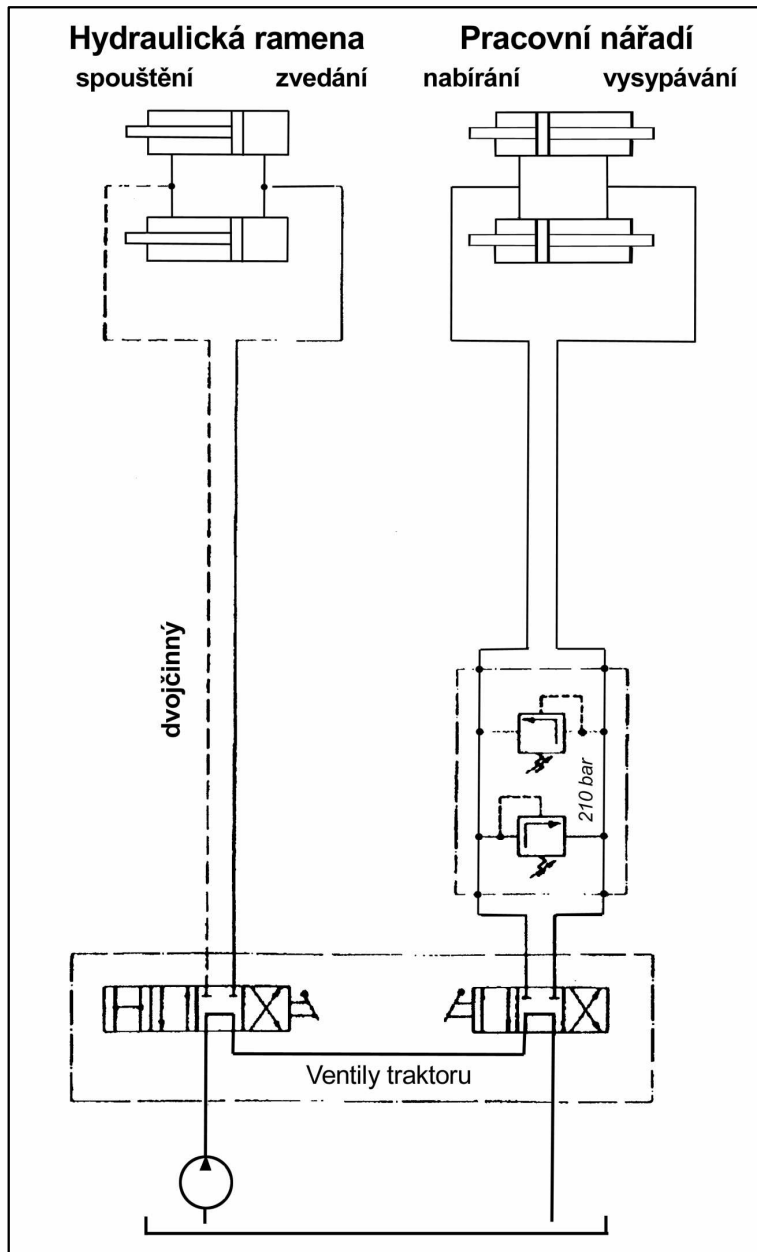 Hydraulická ramena
Pracovní nářadí
spouštění
zvedání
nabírání
vysypávání
dvojčinný
210 bar
Ventily traktoru